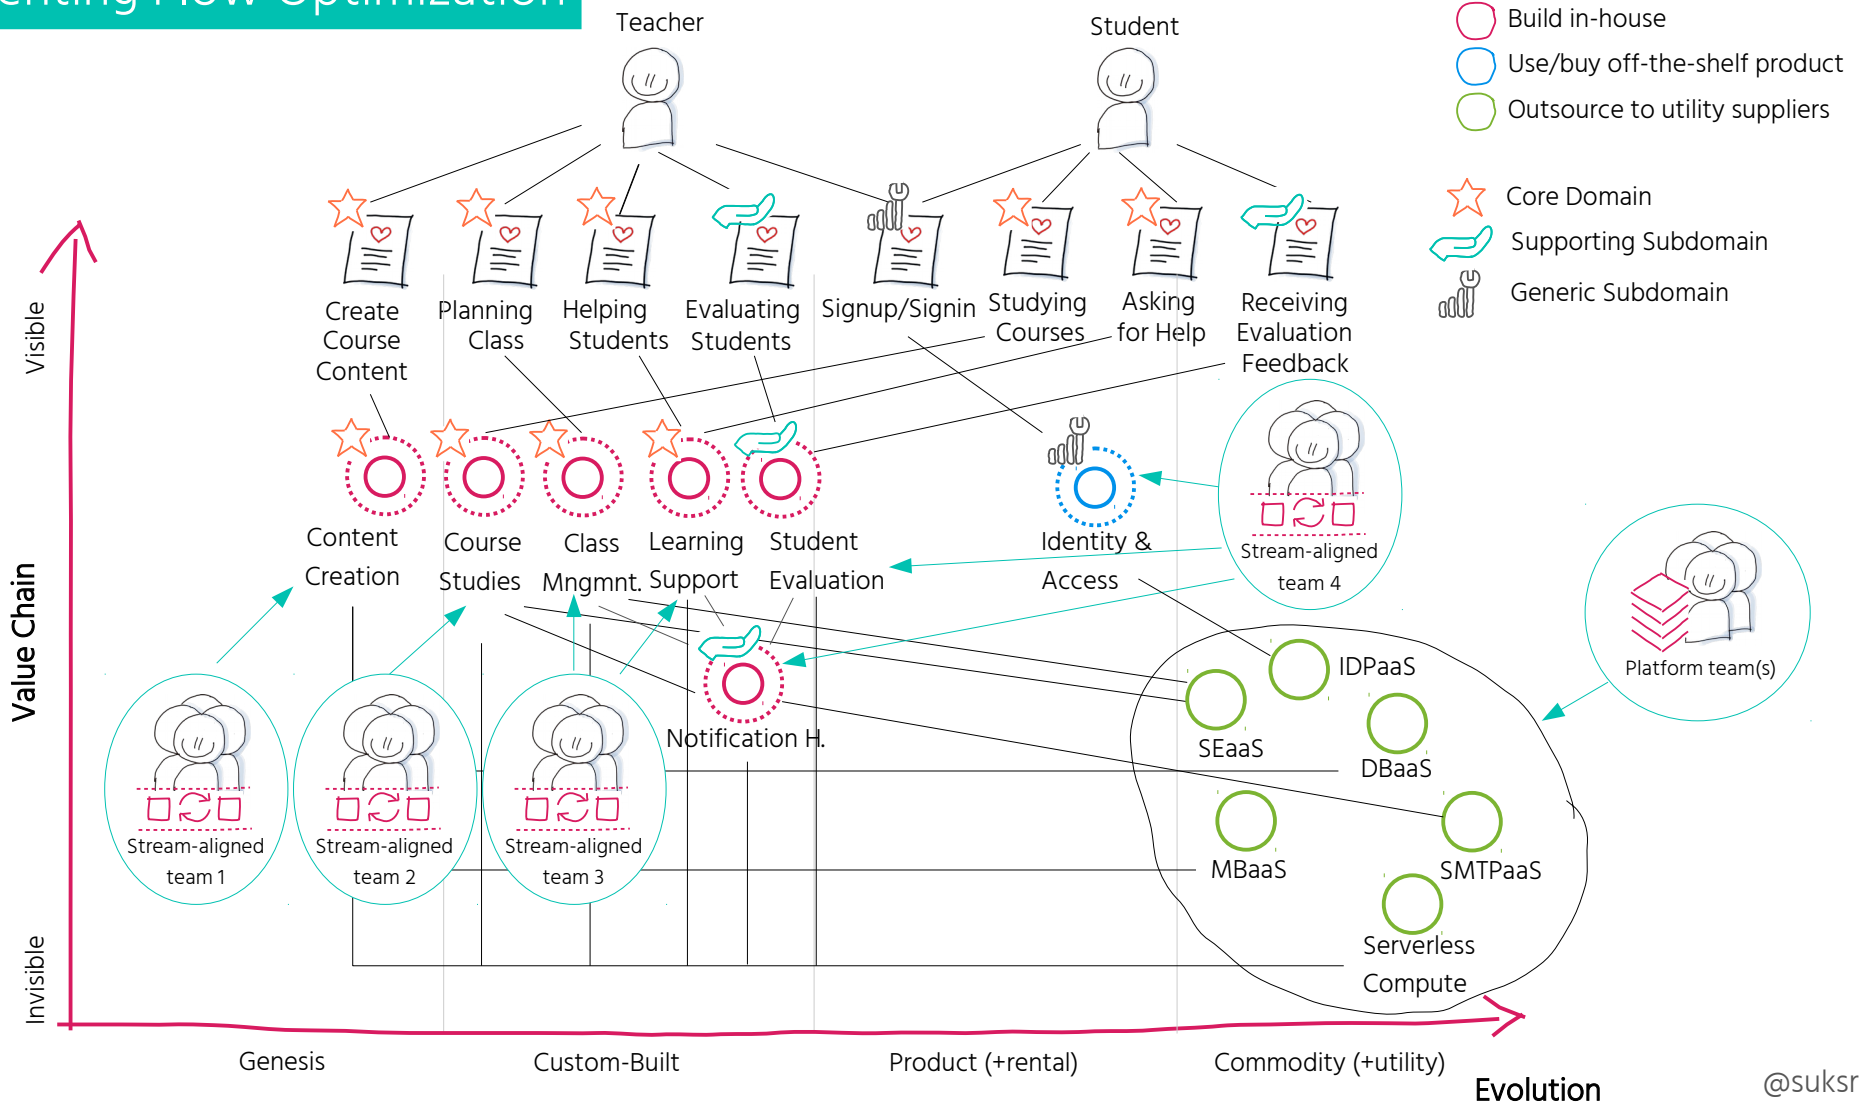 enting Flow Optimization
Teacher
Student
Build in-house
Use/buy off-the-shelf product
Outsource to utility suppliers
Core Domain
Supporting Subdomain
Generic Subdomain
Visible
Value Chain
Invisible
Create
Course
Content
Planning
Class
Helping
Students
Evaluating
Students
Signup/Signin
Studying
Courses
Asking
for Help
Receiving
Evaluation
Feedback
Content
Creation
Course
Studies
Class
Mngmnt.
Learning
Support
Student
Evaluation
Identity &
Access
Stream-aligned
team 4
Platform team(s)
Notification H.
Stream-aligned
team 1
Stream-aligned
team 2
Stream-aligned
team 3
IDPaaS
SEaaS
DBaaS
MBaaS
SMTPaaS
Serverless
Compute
Genesis
Custom-Built
Product (+rental)
Commodity (+utility)
Evolution
@suksr